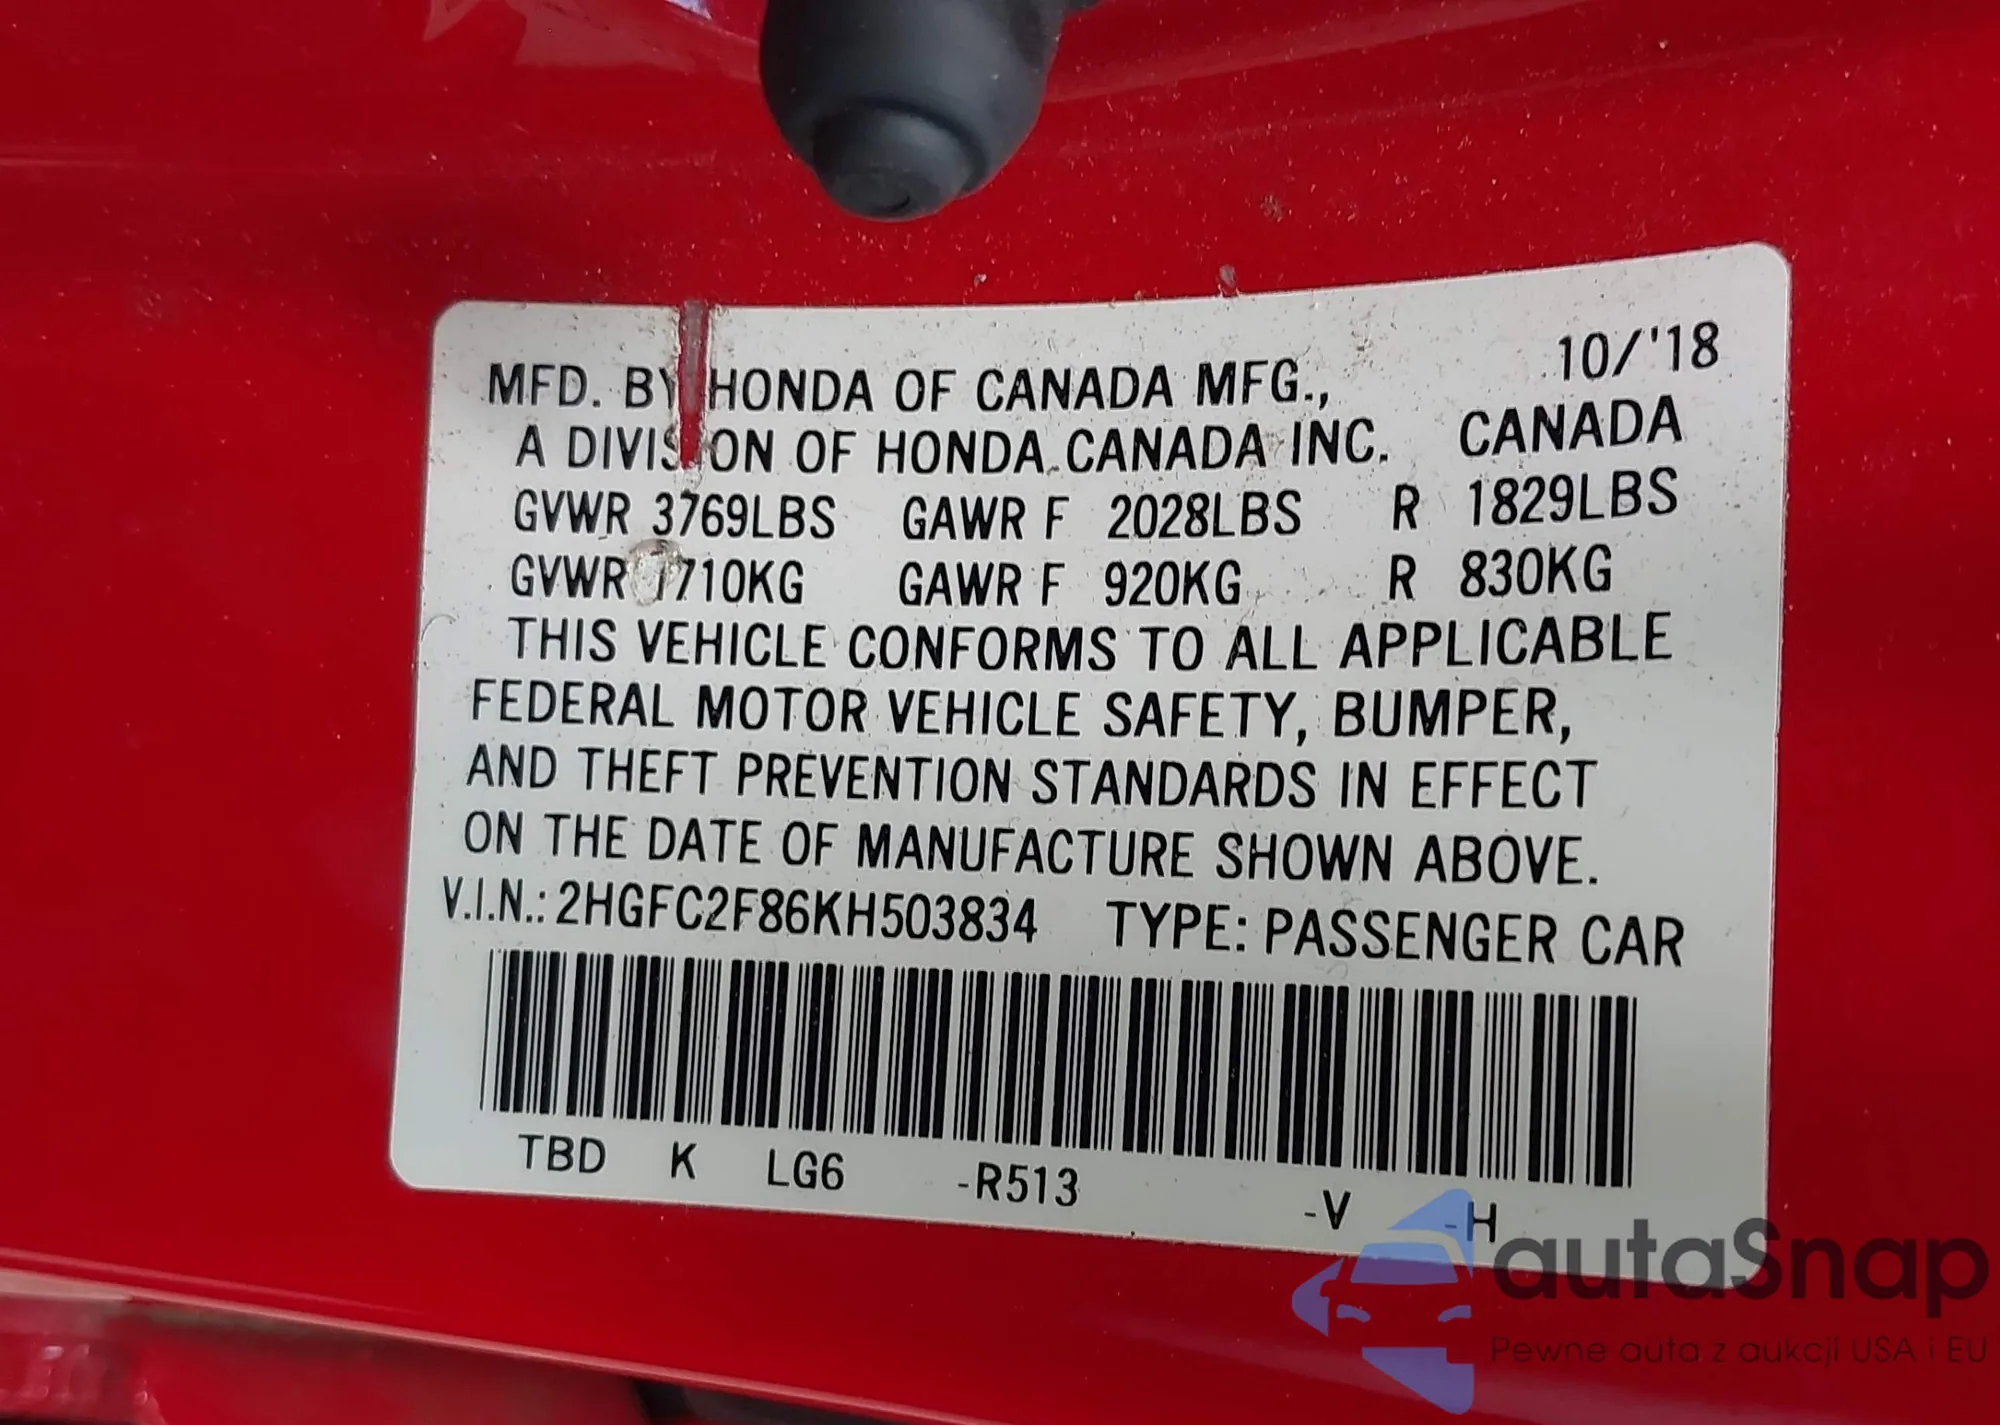 10/'18
MFD. BY HONDA OF CANADA MFG.,
A DIVISION OF HONDA CANADA INC. CANADA
GVWR 3769LBS GAWR F 2028LBS R 1829LBS
GVWR 1710KG GAWR F 920KG R 830KG
THIS VEHICLE CONFORMS TO ALL APPLICABLE
FEDERAL MOTOR VEHICLE SAFETY, BUMPER,
AND THEFT PREVENTION STANDARDS IN EFFECT
ON THE DATE OF MANUFACTURE SHOWN ABOVE.
V.I.N.: 2HGFC2F86KH503834 TYPE: PASSENGER CAR
TBD K LG6 -R513 -V -H
autaSnap
Pewne auta z aukcji USA i EU